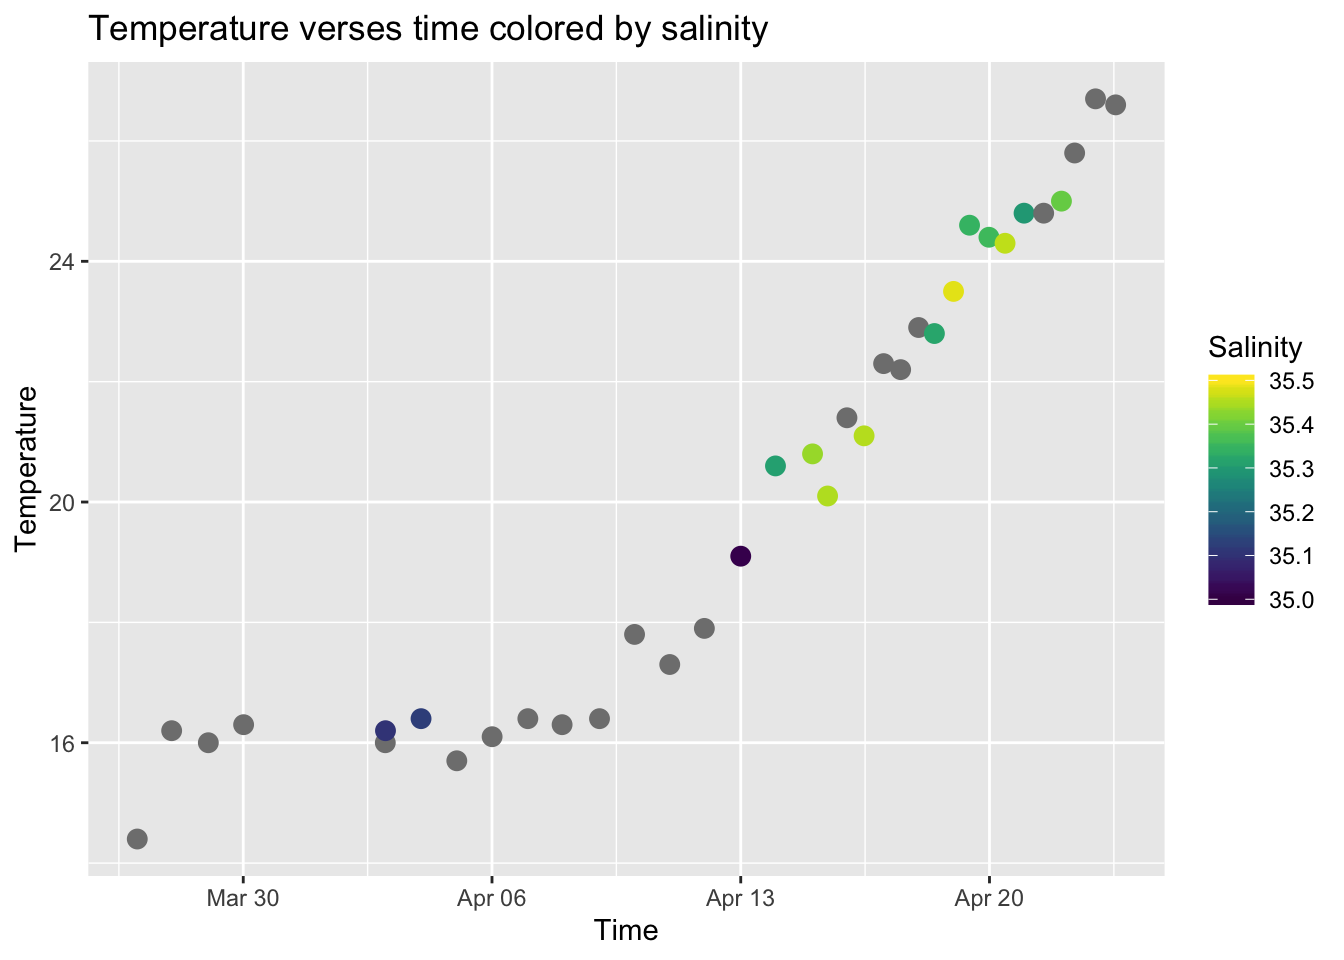 Temperature verses time colored by salinity
24
20
16
Temperature
Mar 30
Apr 06
Apr 13
Apr 20
Time
Salinity
35.5
35.4
35.3
35.2
35.1
35.0